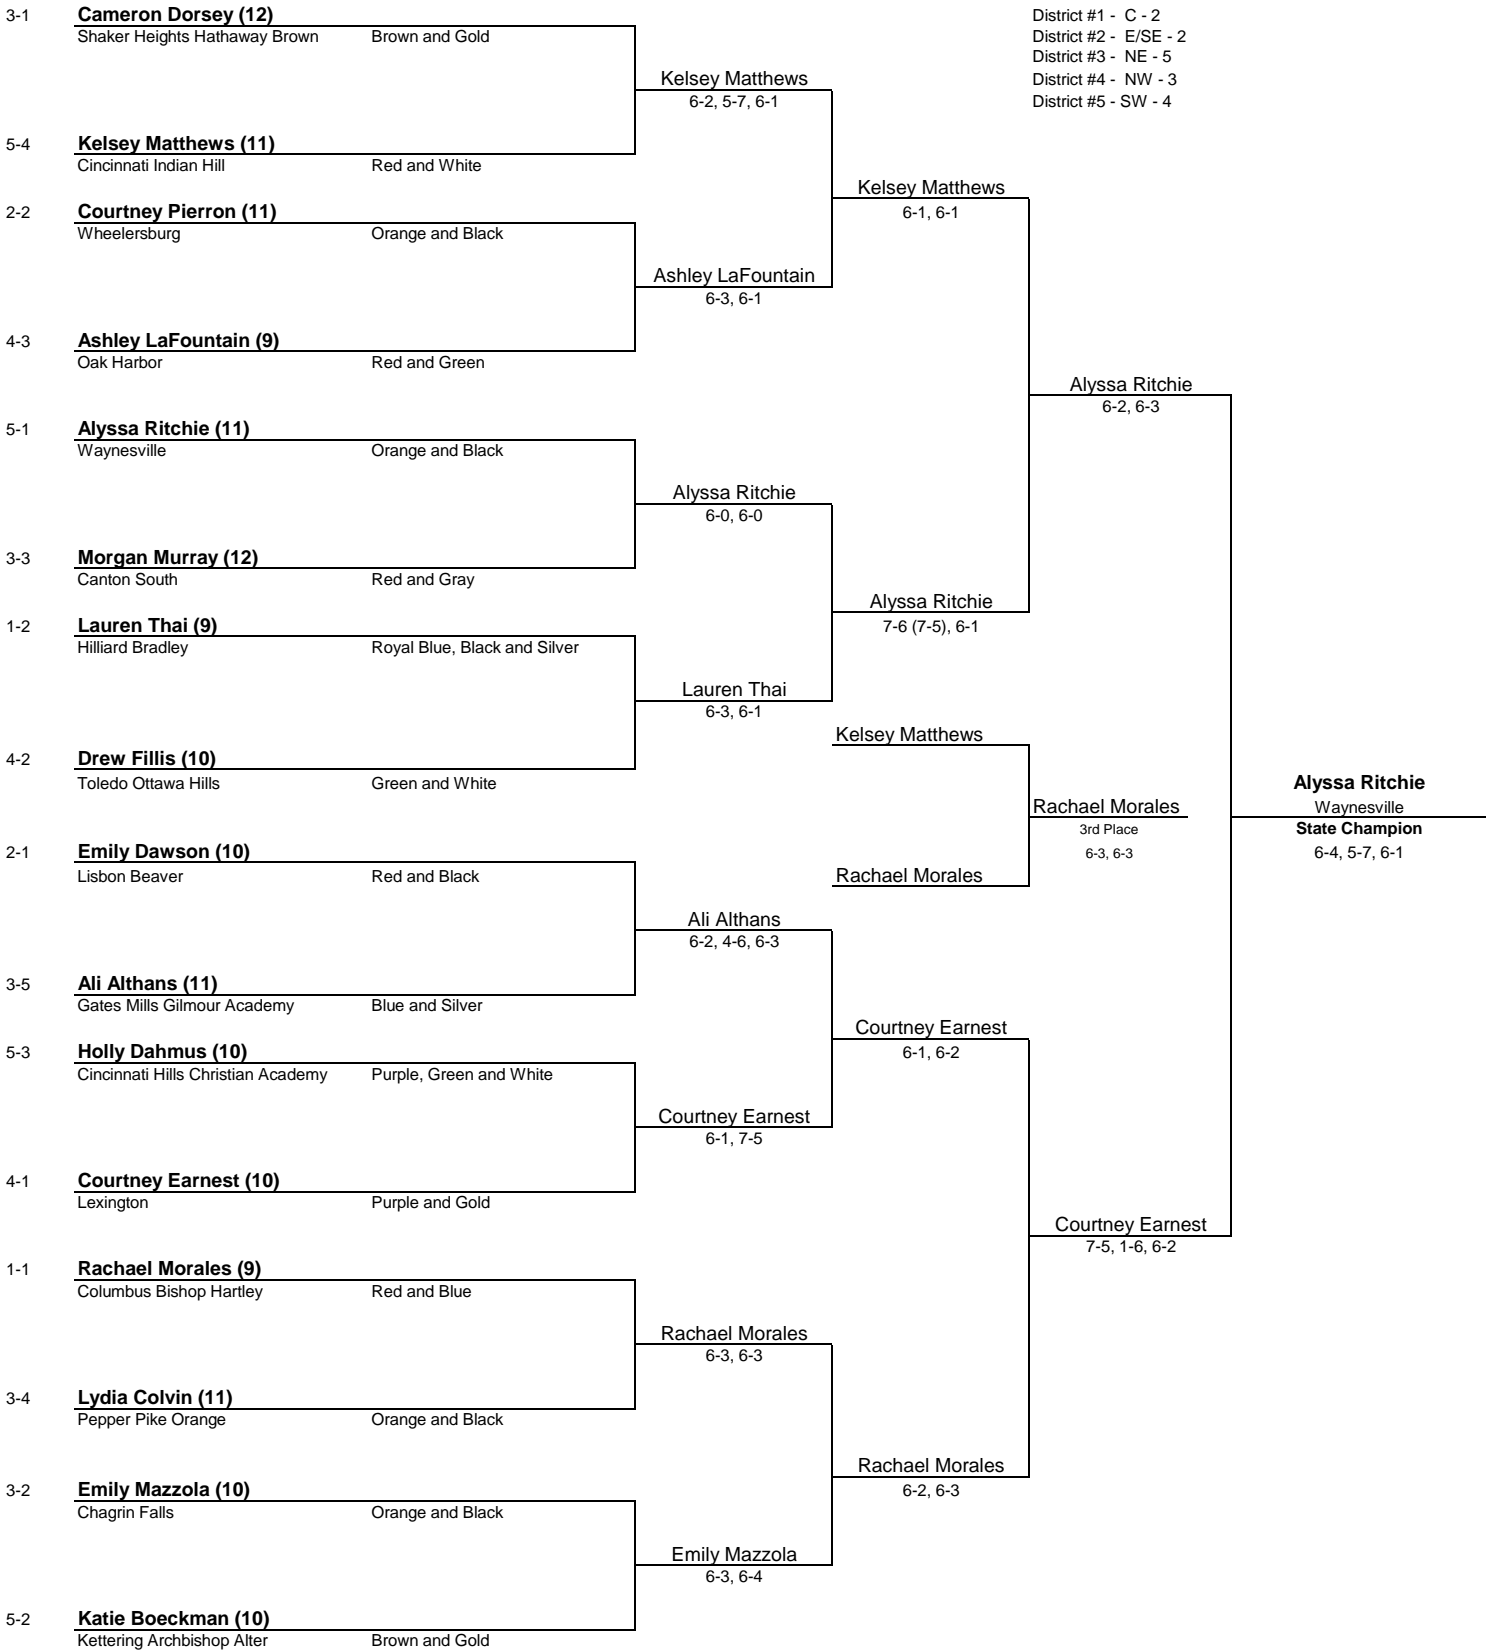 3-1 Cameron Dorsey (12)
Shaker Heights Hathaway Brown Brown and Gold
5-4 Kelsey Matthews (11)
Cincinnati Indian Hill Red and White
2-2 Courtney Pierron (11)
Wheelersburg Orange and Black
4-3 Ashley LaFountain (9)
Oak Harbor Red and Green
5-1 Alyssa Ritchie (11)
Waynesville Orange and Black
3-3 Morgan Murray (12)
Canton South Red and Gray
1-2 Lauren Thai (9)
Hilliard Bradley Royal Blue, Black and Silver
4-2 Drew Fillis (10)
Toledo Ottawa Hills Green and White
2-1 Emily Dawson (10)
Lisbon Beaver Red and Black
3-5 Ali Althans (11)
Gates Mills Gilmour Academy Blue and Silver
5-3 Holly Dahmus (10)
Cincinnati Hills Christian Academy Purple, Green and White
4-1 Courtney Earnest (10)
Lexington Purple and Gold
1-1 Rachael Morales (9)
Columbus Bishop Hartley Red and Blue
3-4 Lydia Colvin (11)
Pepper Pike Orange Orange and Black
3-2 Emily Mazzola (10)
Chagrin Falls Orange and Black
5-2 Katie Boeckman (10)
Kettering Archbishop Alter Brown and Gold
Kelsey Matthews
6-2, 5-7, 6-1
Ashley LaFountain
6-3, 6-1
Alyssa Ritchie
6-0, 6-0
Lauren Thai
6-3, 6-1
Ali Althans
6-2, 4-6, 6-3
Courtney Earnest
6-1, 7-5
Rachael Morales
6-3, 6-3
Emily Mazzola
6-3, 6-4
Kelsey Matthews
6-1, 6-1
Alyssa Ritchie
7-6 (7-5), 6-1
Kelsey Matthews
Rachael Morales
Courtney Earnest
6-1, 6-2
Rachael Morales
6-2, 6-3
District #1 - C - 2
District #2 - E/SE - 2
District #3 - NE - 5
District #4 - NW - 3
District #5 - SW - 4
Alyssa Ritchie
6-2, 6-3
Rachael Morales
3rd Place
6-3, 6-3
Courtney Earnest
7-5, 1-6, 6-2
Alyssa Ritchie
Waynesville
State Champion
6-4, 5-7, 6-1